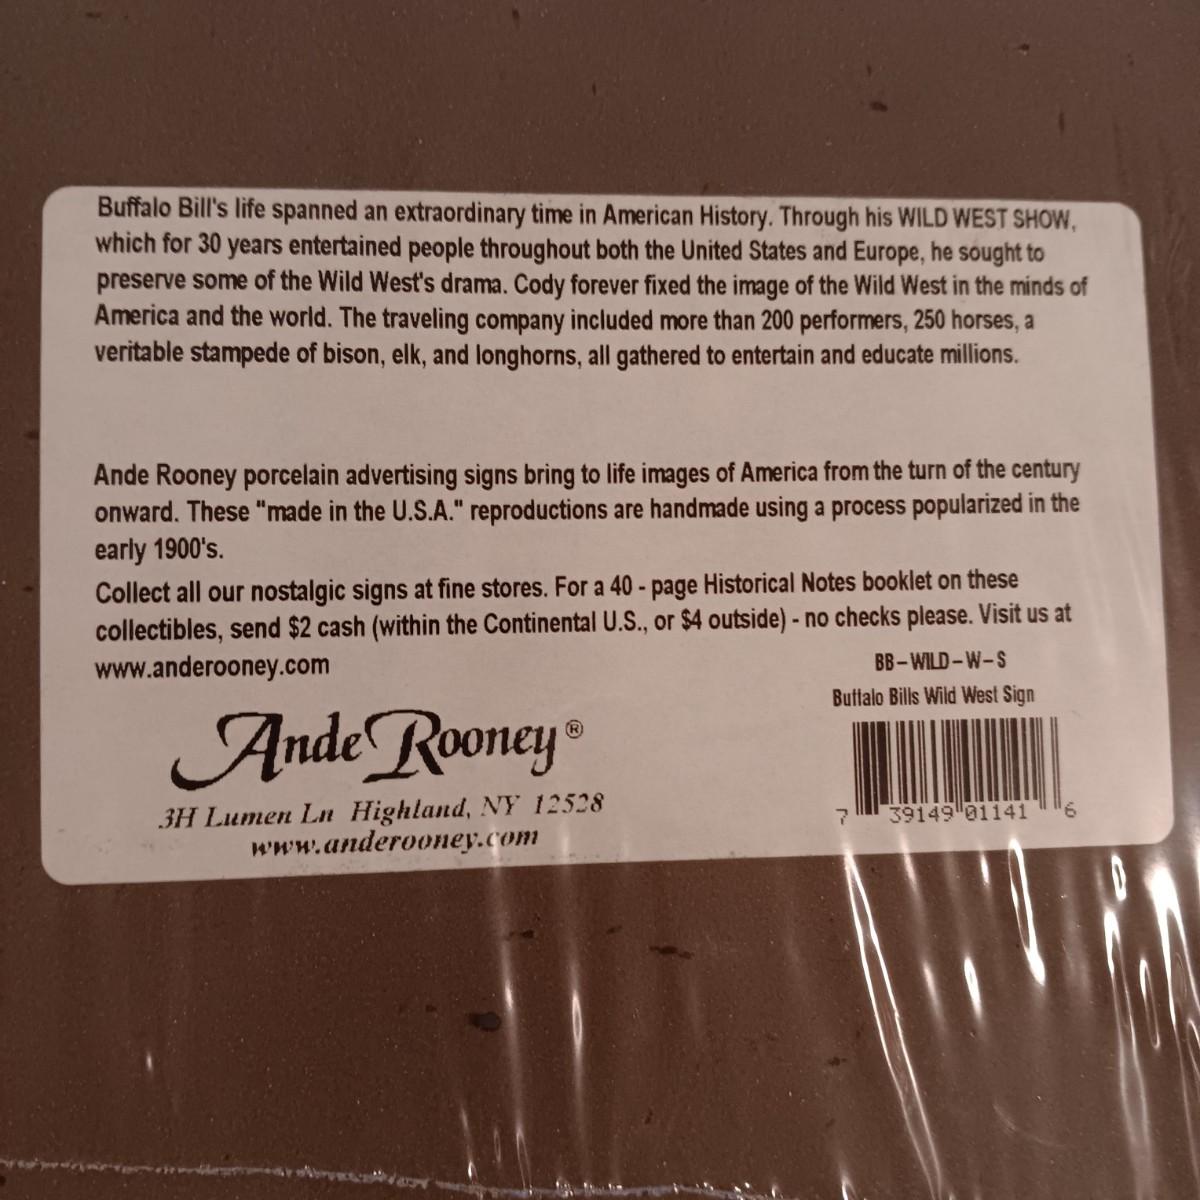 Buffalo Bill's life spanned an extraordinary time in American History. Through his WILD WEST SHOW,
which for 30 years entertained people throughout both the United States and Europe, he sought to
preserve some of the Wild West's drama. Cody forever fixed the image of the Wild West in the minds of
America and the world. The traveling company included more than 200 performers, 250 horses, a
veritable stampede of bison, elk, and longhorns, all gathered to entertain and educate millions.
Ande Rooney porcelain advertising signs bring to life images of America from the turn of the century
onward. These "made in the U.S.A." reproductions are handmade using a process popularized in the
early 1900's.
Collect all our nostalgic signs at fine stores. For a 40 - page Historical Notes booklet on these
collectibles, send $2 cash (within the Continental U.S., or $4 outside) - no checks please. Visit us at
www.anderooney.com
BB-WILD-W-S
Buffalo Bills Wild West Sign
7 39149 01141 6
Ande Rooney®
3H Lumen Ln Highland, NY 12528
www.anderooney.com